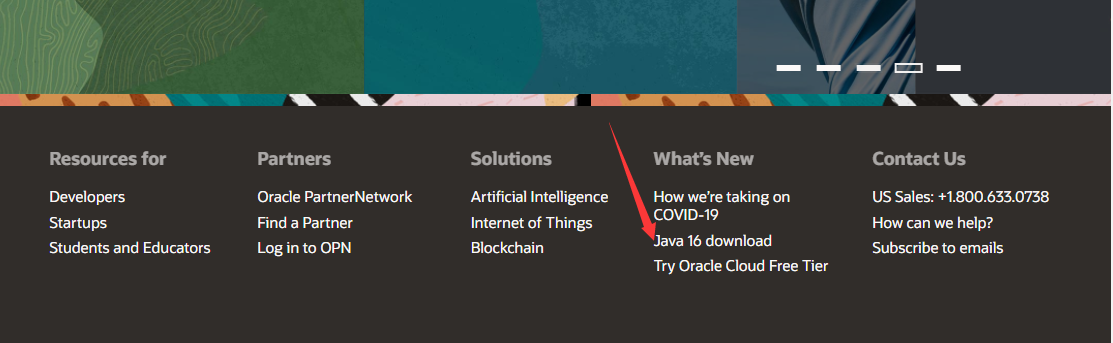 Resources for
Developers
Startups
Students and Educators
Partners
Oracle PartnerNetwork
Find a Partner
Log in to OPN
Solutions
Artificial Intelligence
Internet of Things
Blockchain
What's New
How we're taking on
COVID-19
Java 16 download
Try Oracle Cloud Free Tier
Contact Us
US Sales: +1.800.633.0738
How can we help?
Subscribe to emails